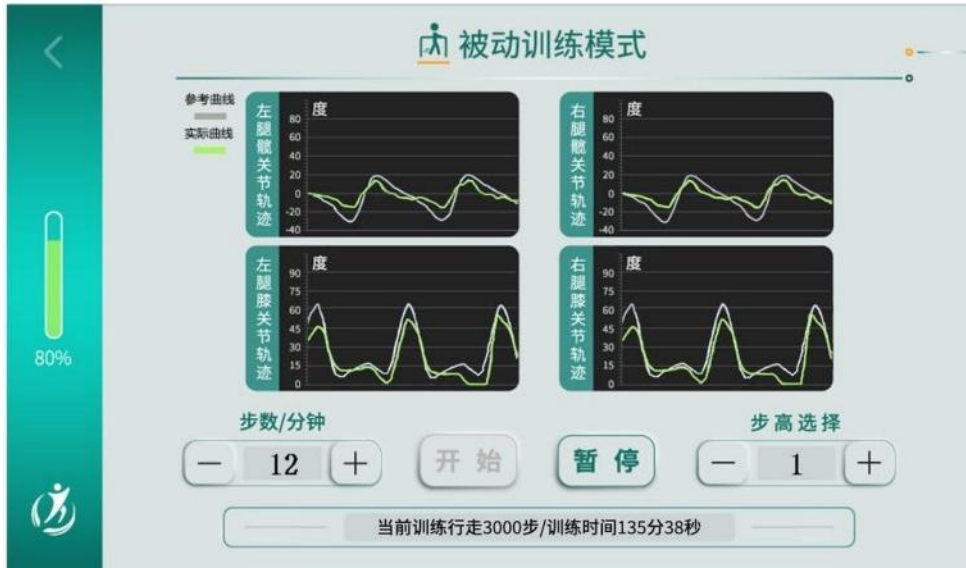 被动训练模式
参考曲线
实际曲线
左腿髋关节轨迹
度
80
60
40
20
0
-20
-40
右腿髋关节轨迹
度
80
60
40
20
0
-20
-40
左腿膝关节轨迹
度
90
75
60
45
30
15
0
右腿膝关节轨迹
度
90
75
60
45
30
15
0
80%
步数/分钟
— 12 +
开始
暂停
步高选择
— 1 +
当前训练行走3000步/训练时间135分38秒